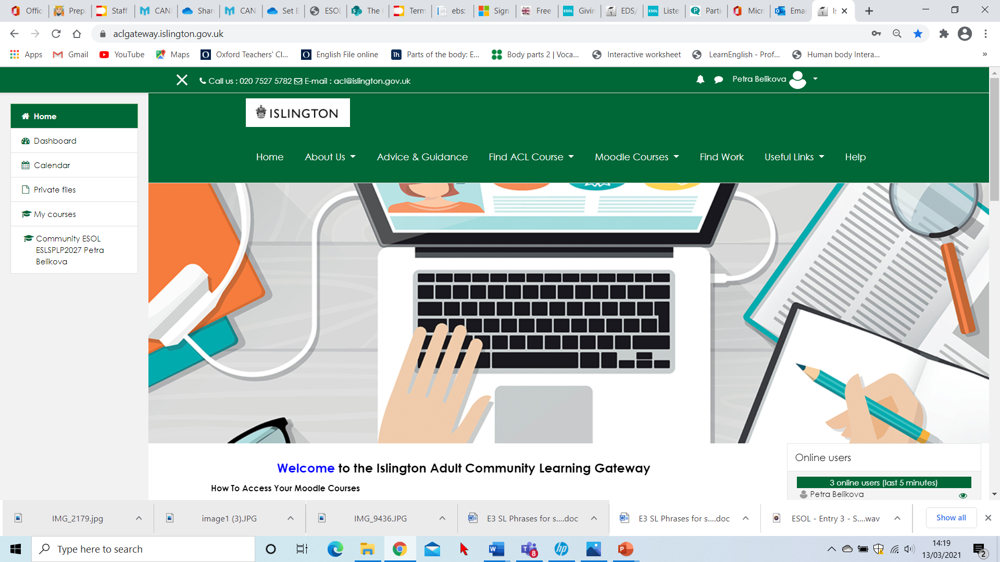 Offic
Prep
Staff
CAN
Shar
CAN
Set E
ESOL
The
Term
ebs:
Sign
Free
ESOL
Givin
EDS/
ESOL
Liste
Parti
Micr
Emai
aclgateway.islington.gov.uk
Apps
Gmail
YouTube
Maps
Oxford Teachers' Cl...
English File online
Parts of the body: E...
Body parts 2 | Voca...
Interactive worksheet
LearnEnglish - Prof...
Human body Intera...
»
Call us : 020 7527 5782 E-mail : acl@islington.gov.uk
Petra Belikova
ISLINGTON
Home
About Us
Advice & Guidance
Find ACL Course
Moodle Courses
Find Work
Useful Links
Help
Home
Dashboard
Calendar
Private files
My courses
Community ESOL
ESLSPLP2027 Petra
Belikova
Welcome to the Islington Adult Community Learning Gateway
How To Access Your Moodle Courses
Online users
3 online users (last 5 minutes)
Petra Belikova
IMG_2179.jpg
image1 (3).JPG
IMG_9436.JPG
E3 SL Phrases for s....doc
E3 SL Phrases for s....doc
ESOL - Entry 3 - S....wav
Show all
Type here to search
8
14:19
13/03/2021
2